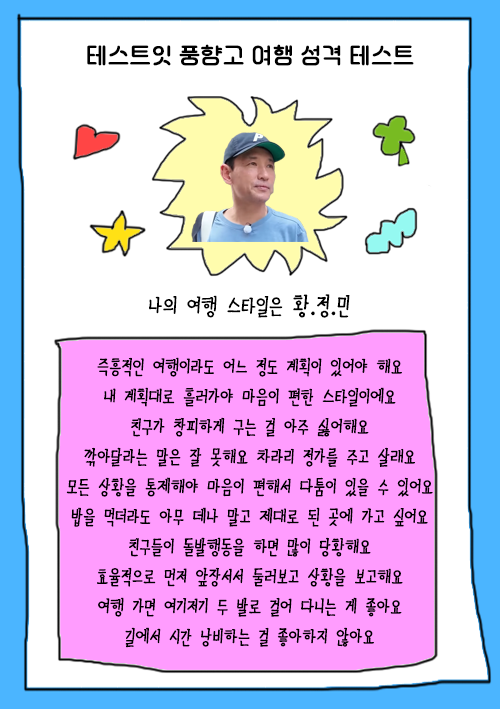 테스트잇 풍향고 여행 성격 테스트
P
나의 여행 스타일은 황.정.민
즉흥적인 여행이라도 어느 정도 계획이 있어야 해요
내 계획대로 흘러가야 마음이 편한 스타일이에요
친구가 창피하게 구는 걸 아주 싫어해요
깎아달라는 말은 잘 못해요 차라리 정가를 주고 살래요
모든 상황을 통제해야 마음이 편해서 다툼이 있을 수 있어요
밥을 먹더라도 아무 데나 말고 제대로 된 곳에 가고 싶어요
친구들이 돌발행동을 하면 많이 당황해요
효율적으로 먼저 앞장서서 둘러보고 상황을 보고해요
여행 가면 여기저기 두 발로 걸어 다니는 게 좋아요
길에서 시간 낭비하는 걸 좋아하지 않아요